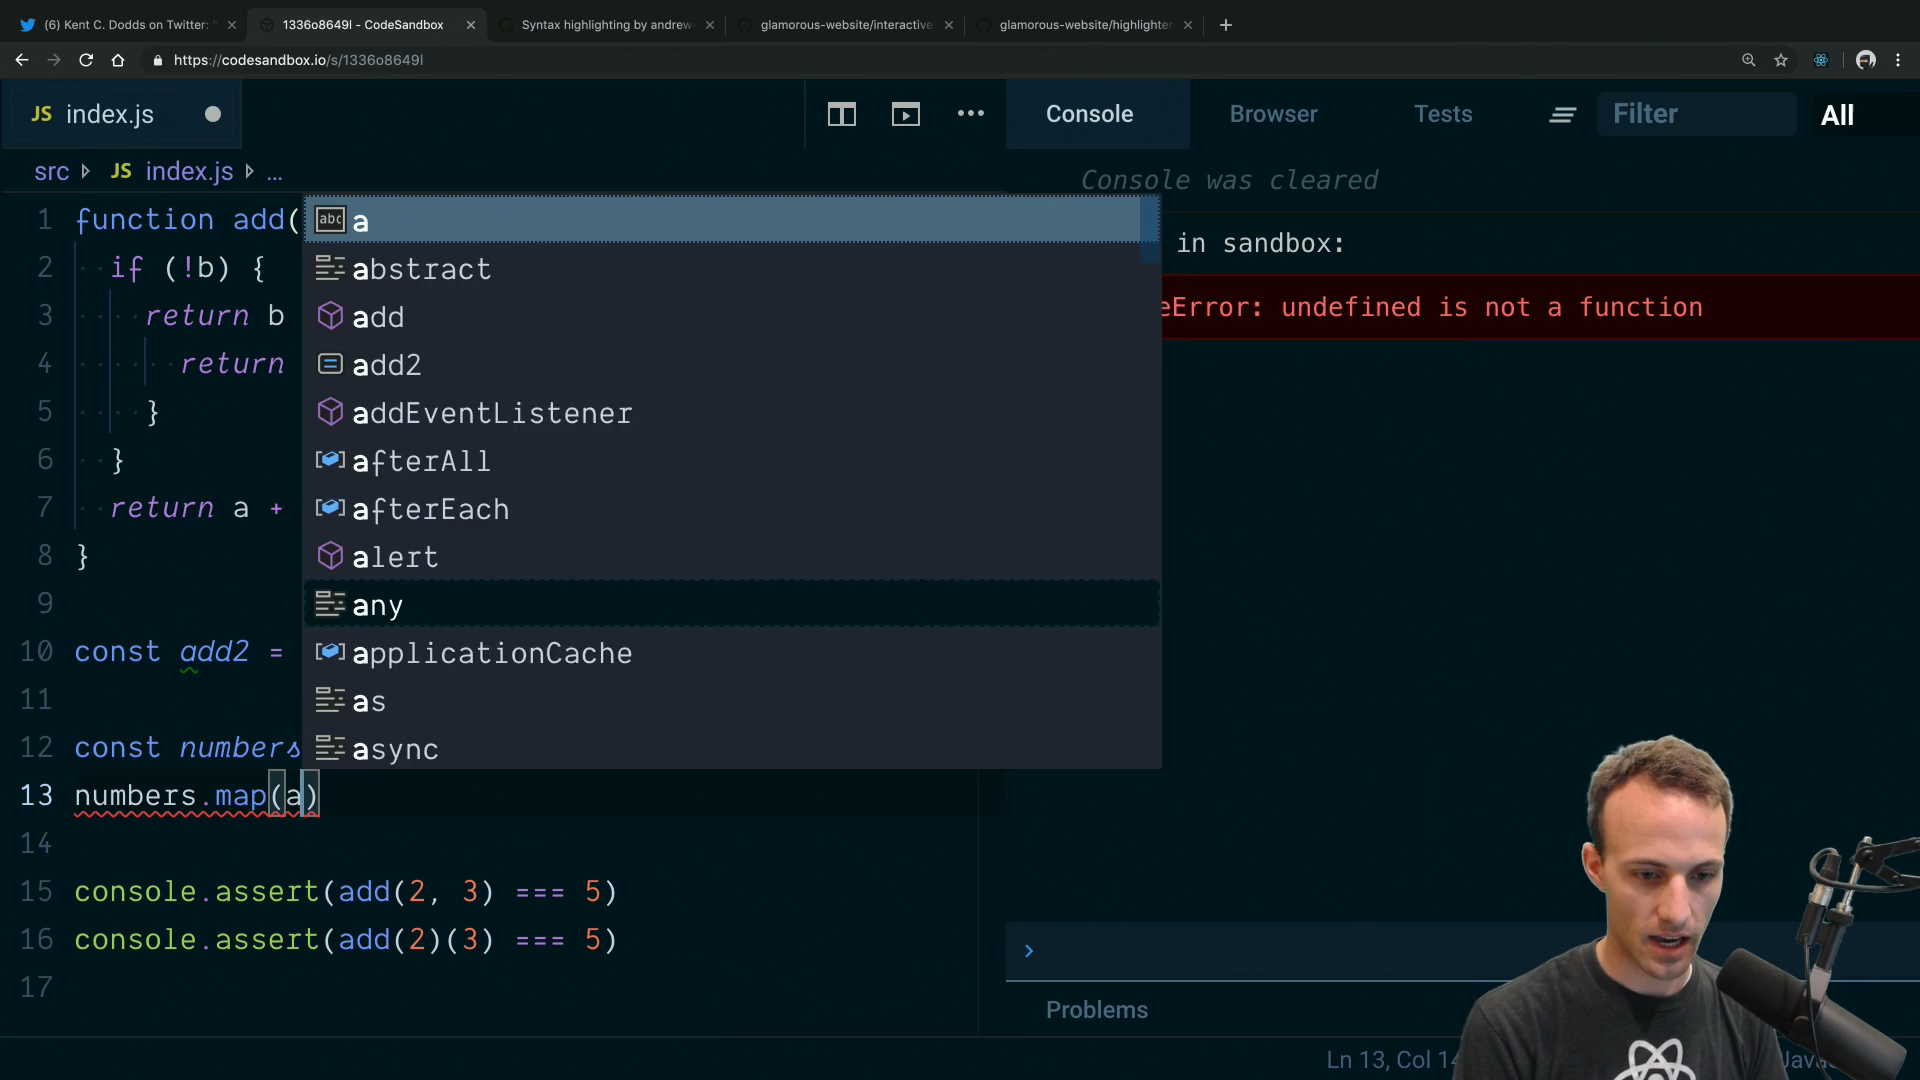 (6) Kent C. Dodds on Twitter: "
1336o8649l - CodeSandbox
Syntax highlighting by andrew-
glamorous-website/interactive
glamorous-website/highlighter
https://codesandbox.io/s/1336o8649l
JS index.js
Console
Browser
Tests
Filter
All
src JS index.js ...
Console was cleared
1 function add(
2 if (!b) {
3 return b
4 return
5 }
6 }
7 return a +
8 }
9
10 const add2 =
11
12 const numbers
13 numbers.map(a)
14
15 console.assert(add(2, 3) === 5)
16 console.assert(add(2)(3) === 5)
17
abc a
abstract
add
add2
addEventListener
afterAll
afterEach
alert
any
applicationCache
as
async
in sandbox:
eError: undefined is not a function
Problems
Ln 13, Col 14